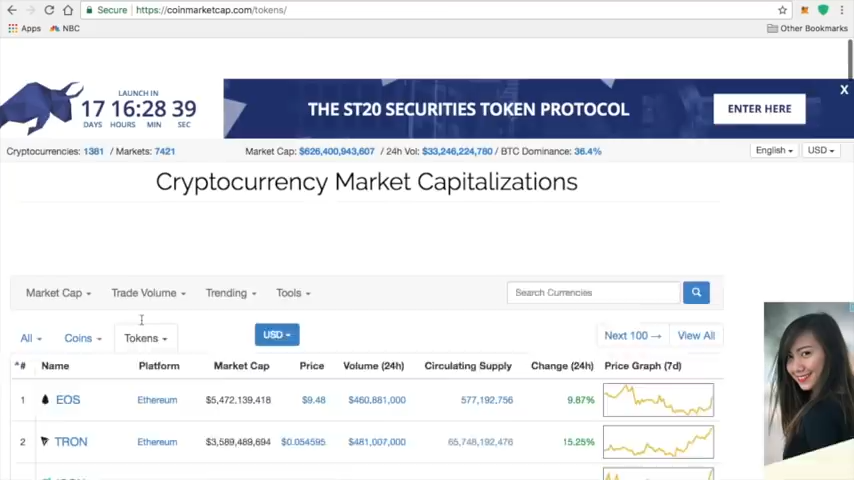 Secure https://coinmarketcap.com/tokens/
Apps NBC Other Bookmarks
LAUNCH IN
17 16:28 39
DAYS HOURS MIN SEC
THE ST20 SECURITIES TOKEN PROTOCOL
ENTER HERE
X
Cryptocurrencies: 1381 / Markets: 7421 Market Cap: $626,400,943,607 / 24h Vol: $33,246,224,780 / BTC Dominance: 36.4% English USD
Cryptocurrency Market Capitalizations
Market Cap Trade Volume Trending Tools Search Currencies
All Coins Tokens USD Next 100 → View All
# Name Platform Market Cap Price Volume (24h) Circulating Supply Change (24h) Price Graph (7d)
1 EOS Ethereum $5,472,139,418 $9.48 $460,881,000 577,192,756 9.87%
2 TRON Ethereum $3,589,489,694 $0.054595 $481,007,000 65,748,192,476 15.25%